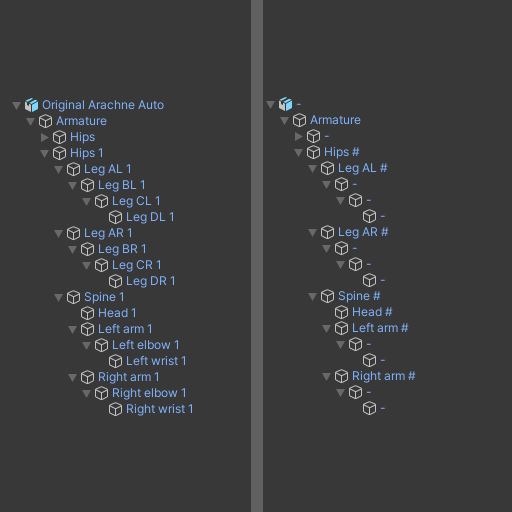 Original Arachne Auto
Armature
Hips
Hips 1
Leg AL 1
Leg BL 1
Leg CL 1
Leg DL 1
Leg AR 1
Leg BR 1
Leg CR 1
Leg DR 1
Spine 1
Head 1
Left arm 1
Left elbow 1
Left wrist 1
Right arm 1
Right elbow 1
Right wrist 1
-
Armature
-
Hips #
Leg AL #
-
-
-
Leg AR #
-
-
-
Spine #
Head #
Left arm #
-
-
Right arm #
-
-